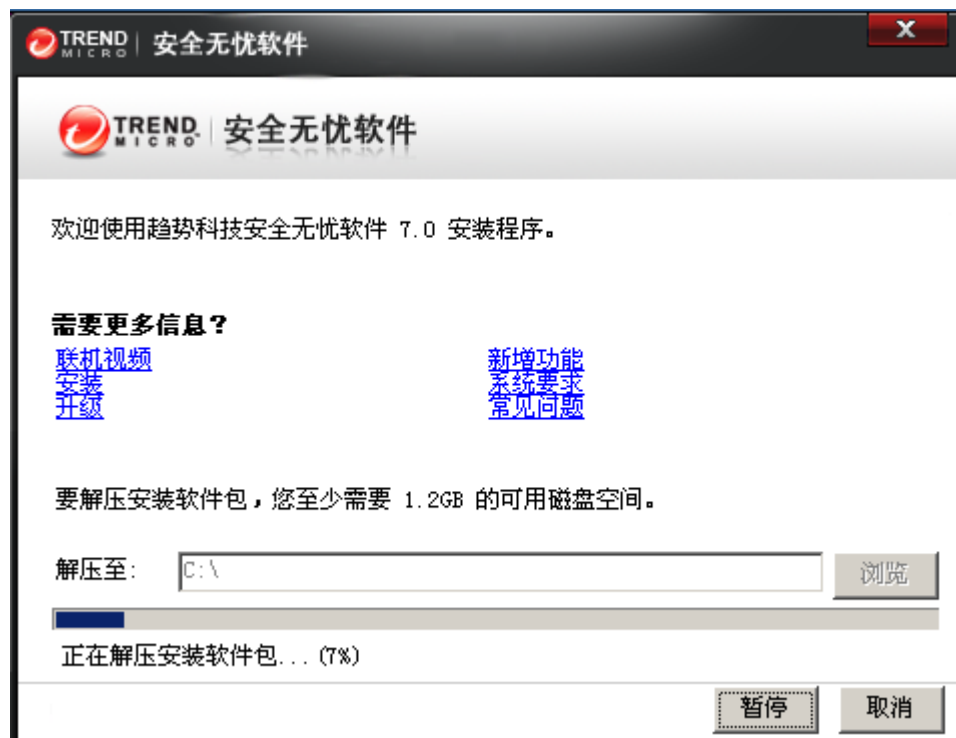 TREND MICRO 安全无忧软件
X
TREND MICRO 安全无忧软件
欢迎使用趋势科技安全无忧软件 7.0 安装程序。
需要更多信息?
联机视频 新增功能
安装 系统要求
升级 常见问题
要解压安装软件包，您至少需要 1.2GB 的可用磁盘空间。
解压至: C:\ 浏览
正在解压安装软件包...(7%)
暂停 取消